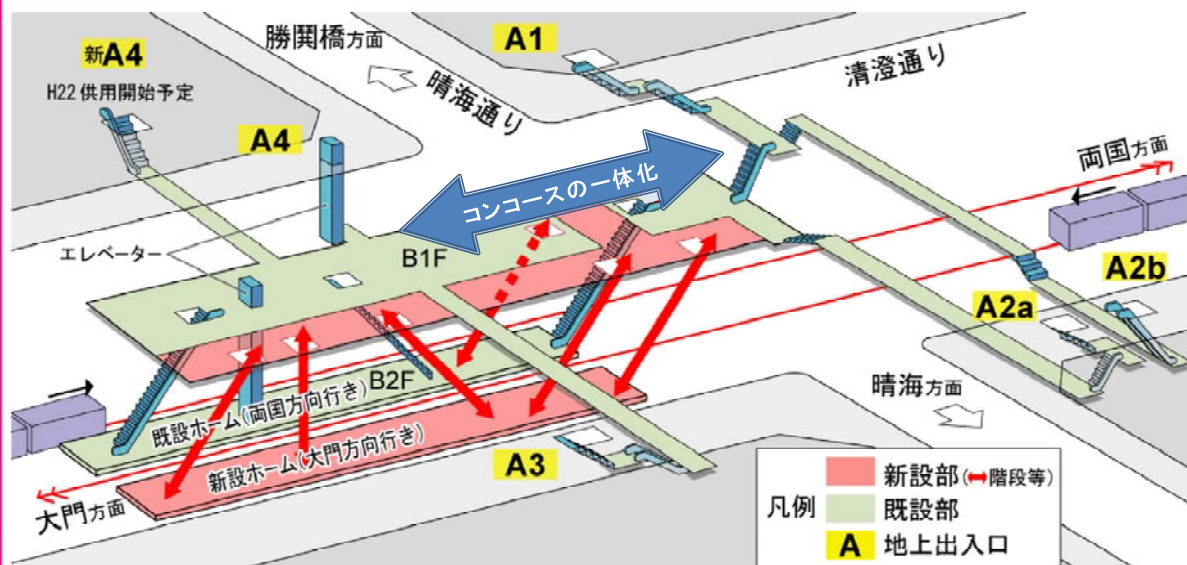 勝鬨橋方面
A1
新A4
H22 供用開始予定
晴海通り
清澄通り
A4
両国方面
コンコースの一体化
エレベーター
B1F
A2b
A2a
B2F
既設ホーム(両国方向行き)
晴海方面
新設ホーム(大門方向行き)
A3
大門方面
凡例
新設部(⇔階段等)
既設部
A 地上出入口